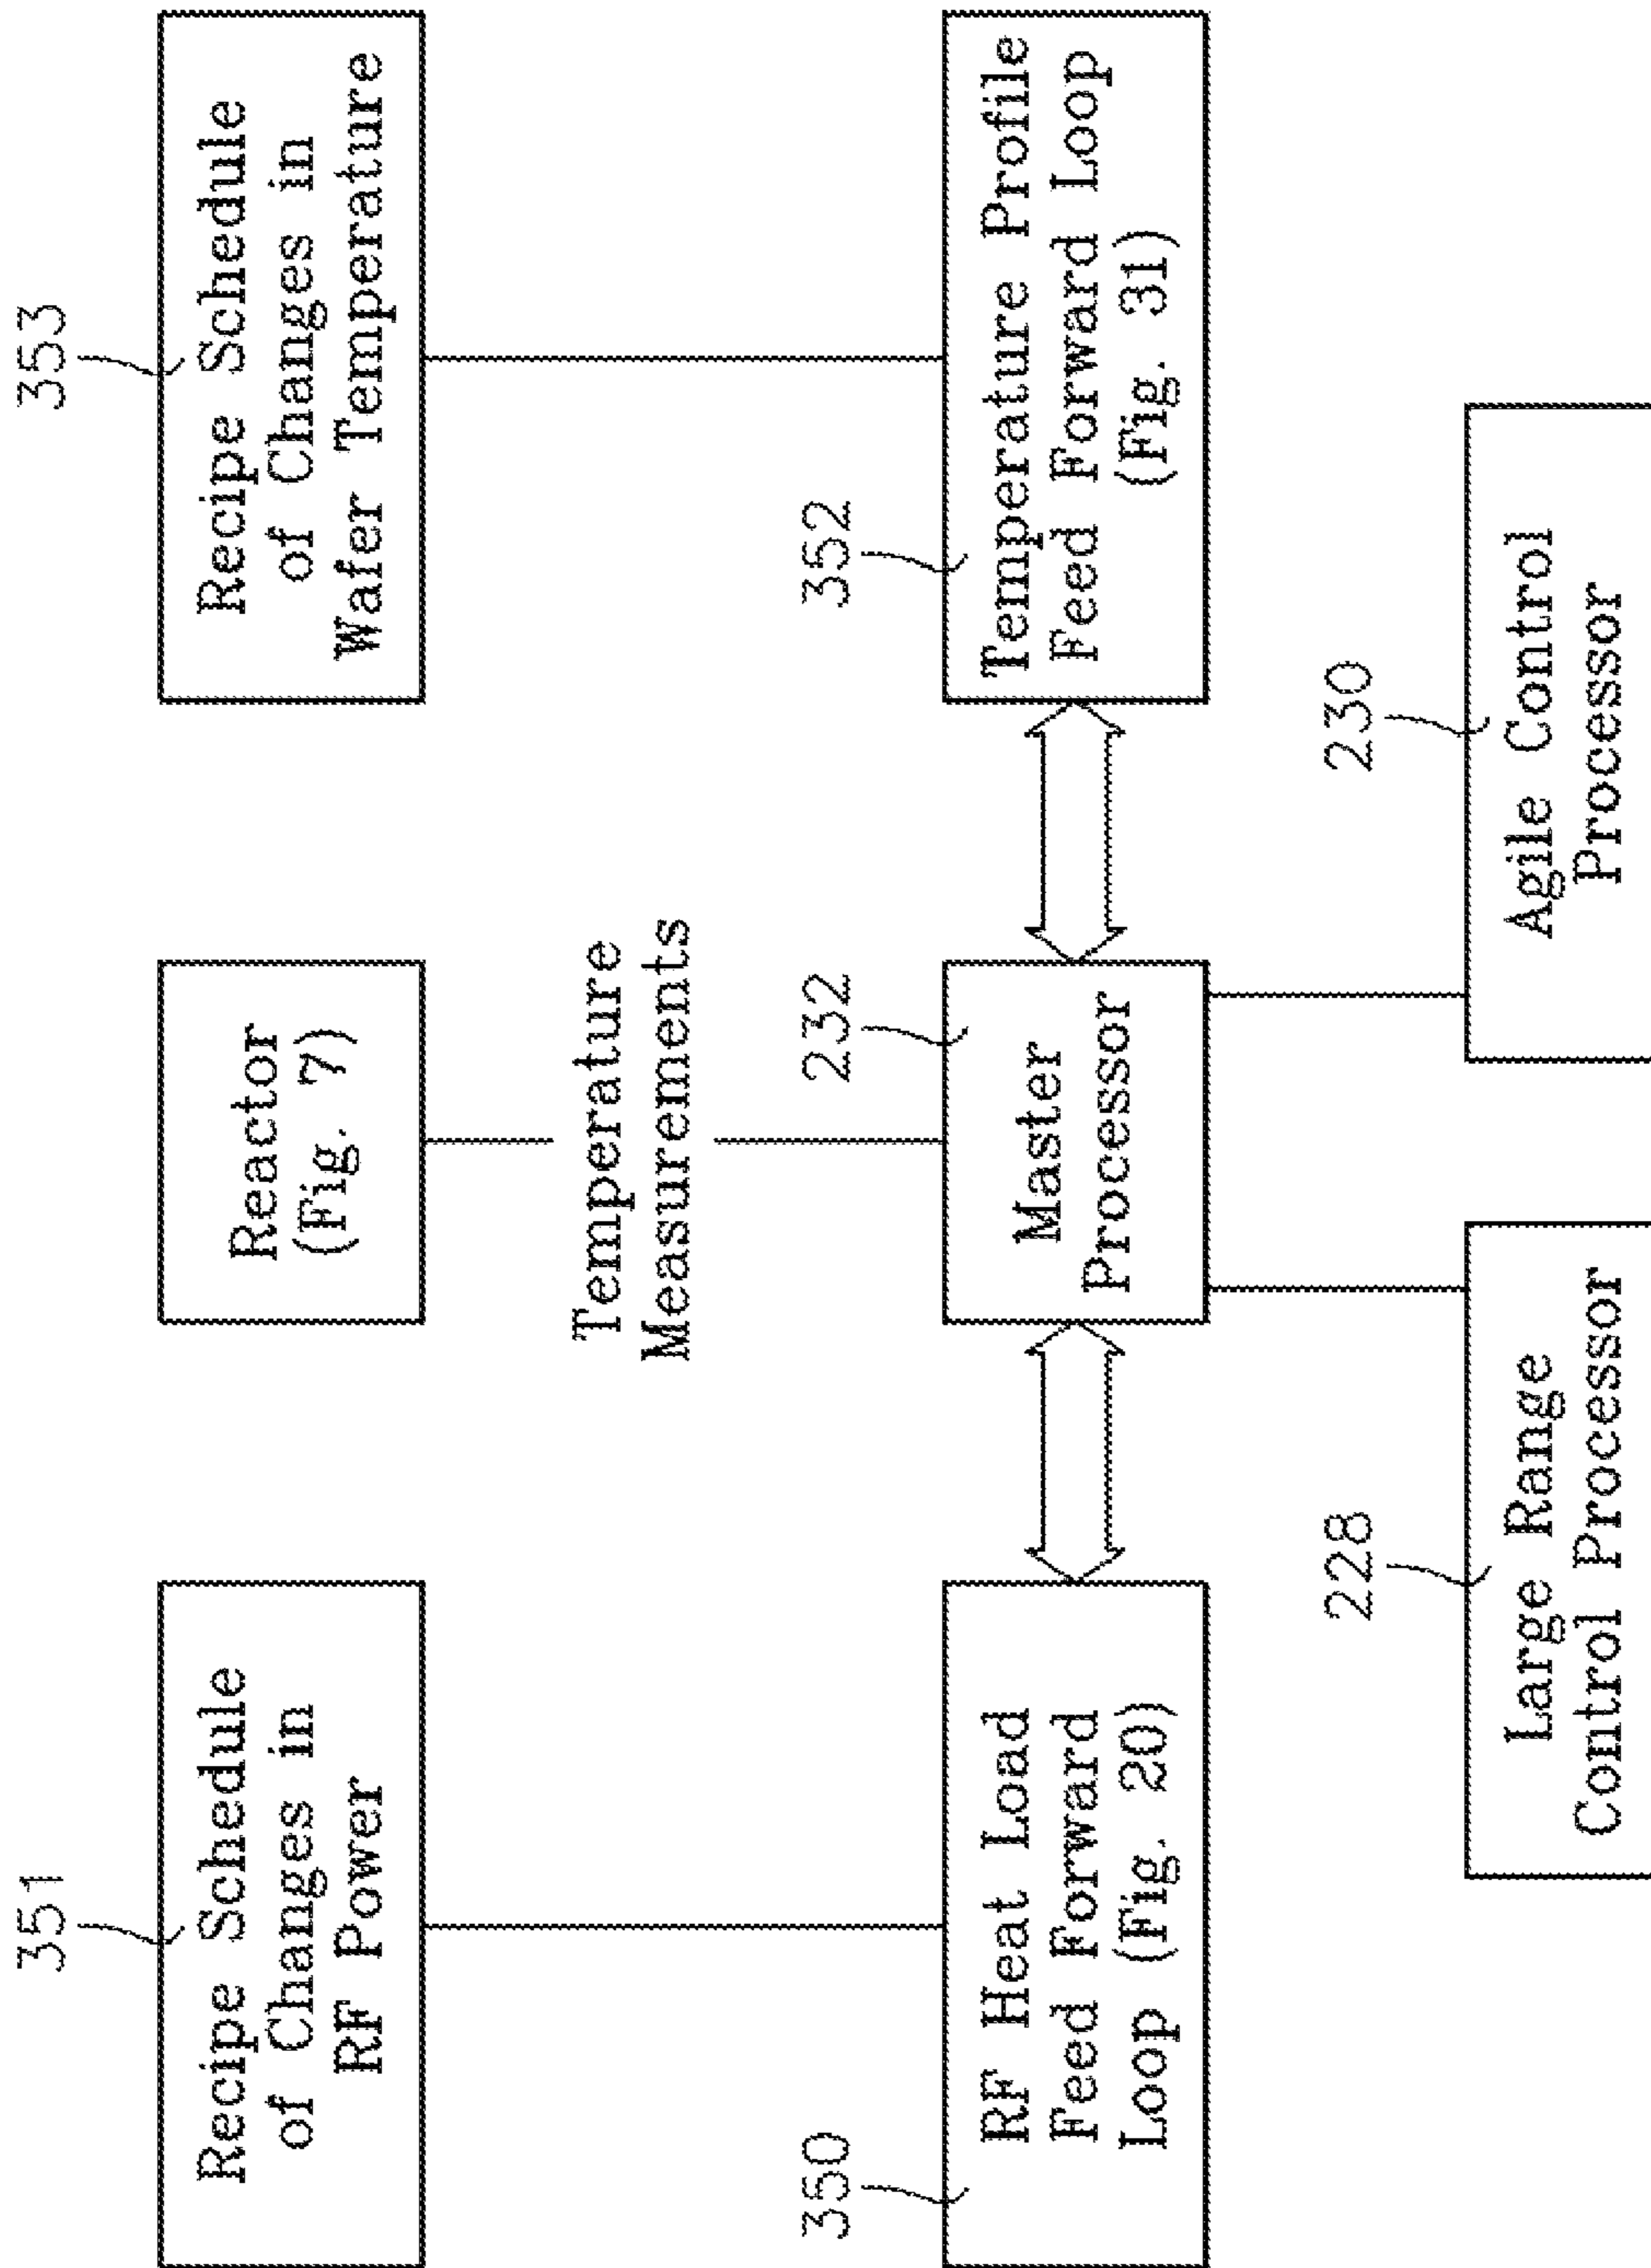 351
Recipe Schedule
of Changes in
RF Power
Reactor
(Fig. 7)
353
Recipe Schedule
of Changes in
Wafer Temperature
Temperature
Measurements
350
RF Heat Load
Feed Forward
Loop (Fig. 20)
232
Master
Processor
352
Temperature Profile
Feed Forward Loop
(Fig. 31)
228
Large Range
Control Processor
230
Agile Control
Processor